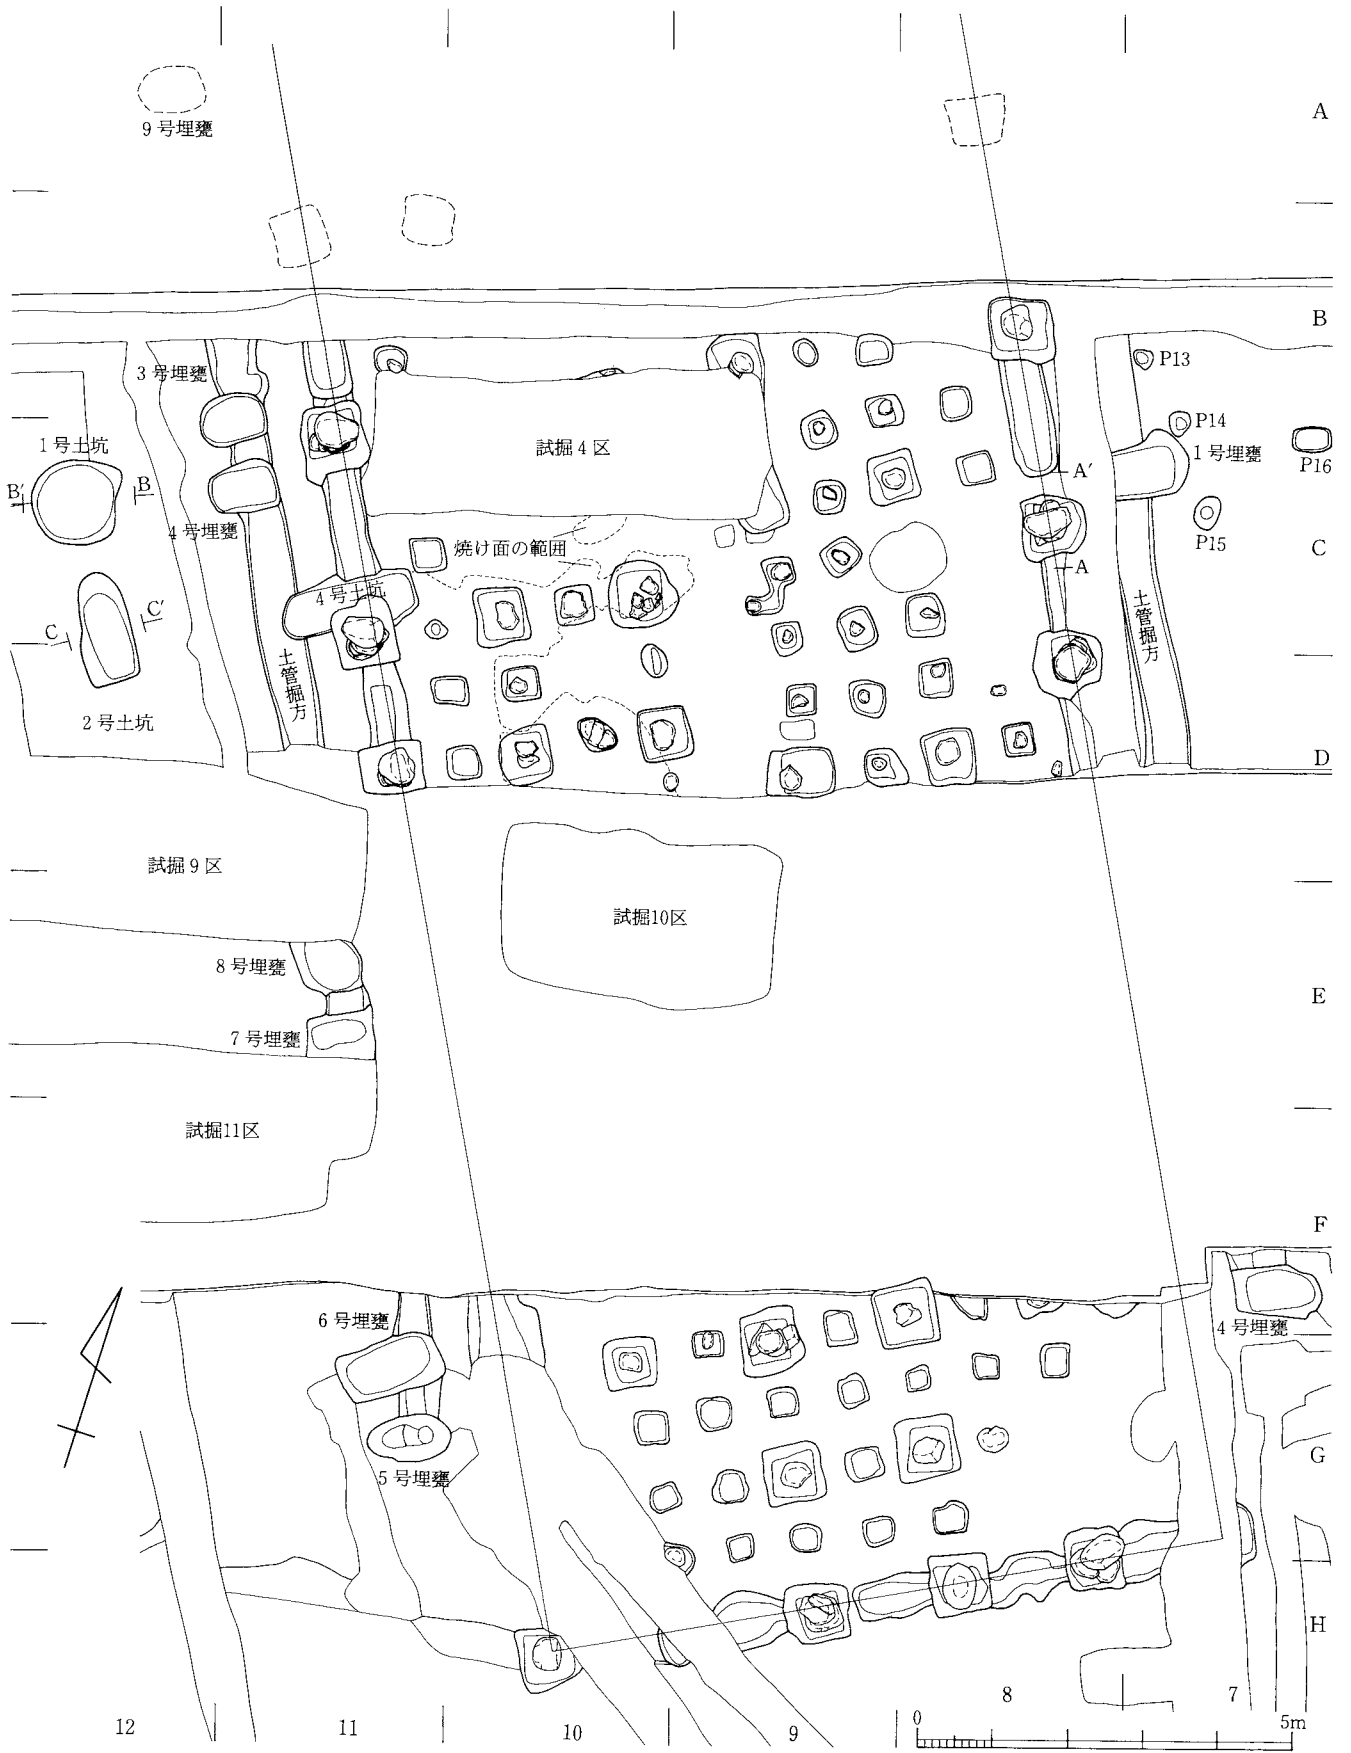 A
9号埋甕
B
3号埋甕
P13
P14
1号埋甕
P16
試掘4区
1号土坑
B′
B
A′
4号埋甕
P15
焼け面の範囲
C
A
4号土坑
C′
C
土管掘方
土管掘方
2号土坑
D
試掘9区
試掘10区
8号埋甕
E
7号埋甕
試掘11区
F
6号埋甕
4号埋甕
G
5号埋甕
H
8
7
12
11
10
9
0
5m